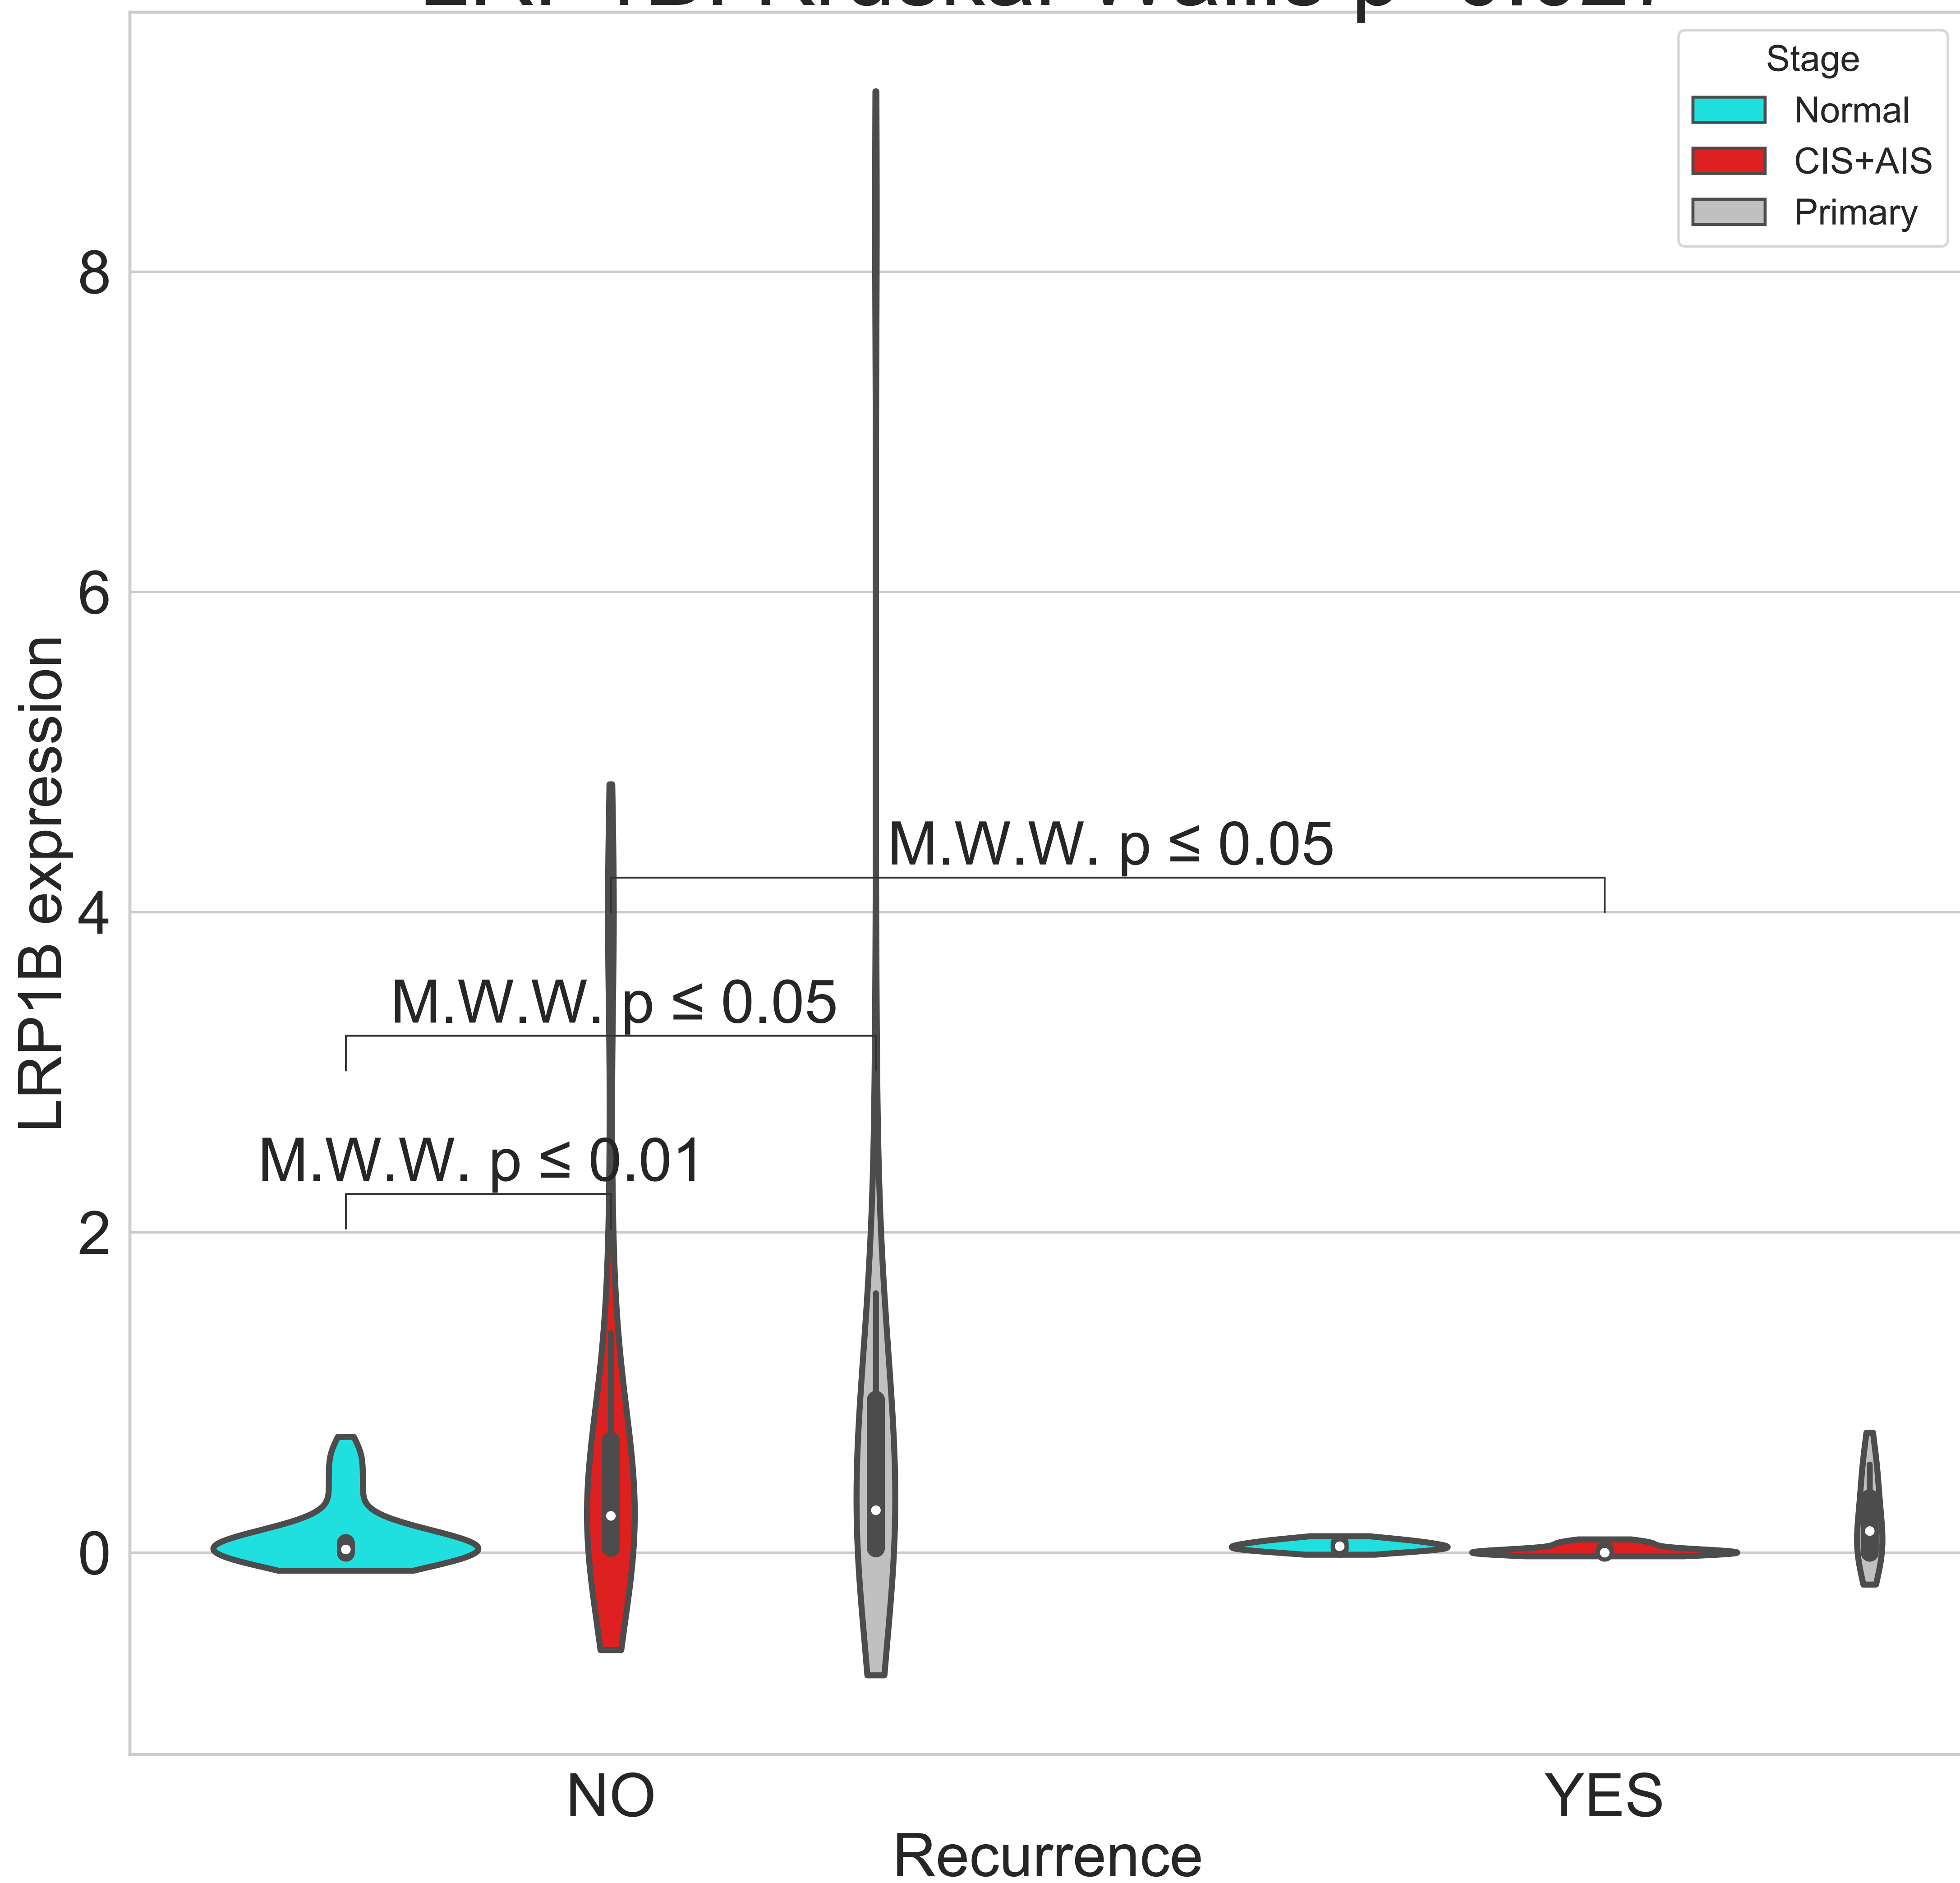 Stage
Normal
CIS+AIS
Primary
8
6
4
2
0
LRP1B expression
M.W.W. p ≤ 0.05
M.W.W. p ≤ 0.05
M.W.W. p ≤ 0.01
NO
YES
Recurrence